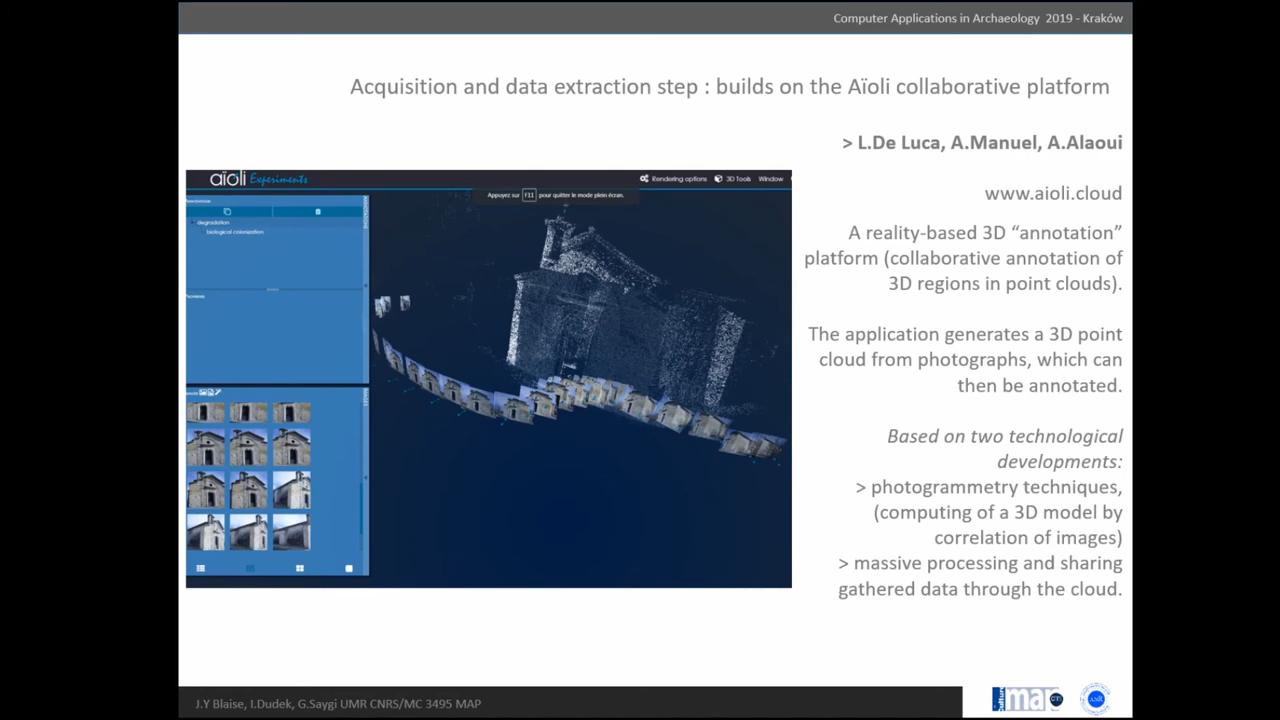 Computer Applications in Archaeology 2019 - Kraków
Acquisition and data extraction step : builds on the Aïoli collaborative platform
> L.De Luca, A.Manuel, A.Alaoui
www.aioli.cloud
A reality-based 3D “annotation”
platform (collaborative annotation of
3D regions in point clouds).
The application generates a 3D point
cloud from photographs, which can
then be annotated.
Based on two technological
developments:
> photogrammetry techniques,
(computing of a 3D model by
correlation of images)
> massive processing and sharing
gathered data through the cloud.
aïoli Experiments
Rendering options 3D Tools Window
Appuyez sur F11 pour quitter le mode plein écran.
degradation
biological colonization
J.Y Blaise, I.Dudek, G.Saygi UMR CNRS/MC 3495 MAP
map